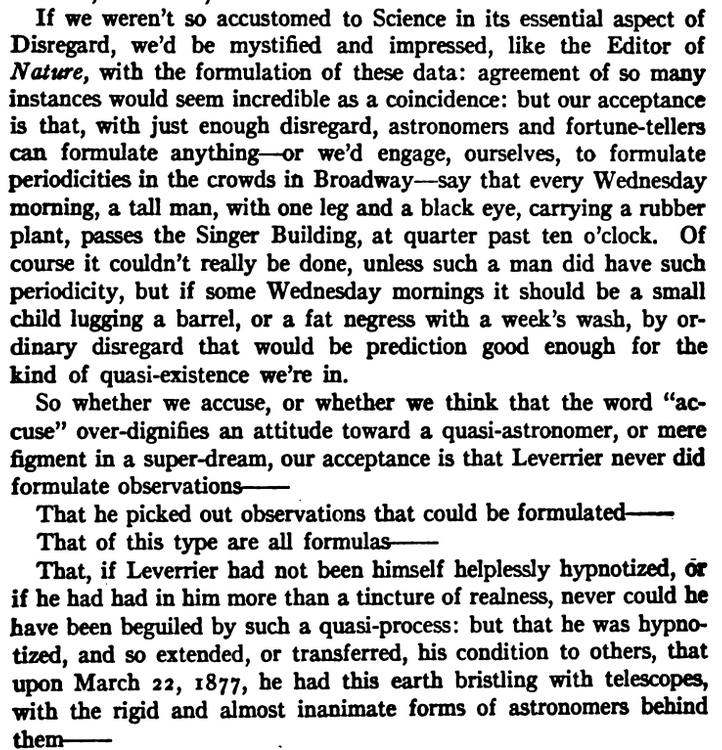 If we weren't so accustomed to Science in its essential aspect of
Disregard, we'd be mystified and impressed, like the Editor of
Nature, with the formulation of these data: agreement of so many
instances would seem incredible as a coincidence: but our acceptance
is that, with just enough disregard, astronomers and fortune-tellers
can formulate anything—or we'd engage, ourselves, to formulate
periodicities in the crowds in Broadway—say that every Wednesday
morning, a tall man, with one leg and a black eye, carrying a rubber
plant, passes the Singer Building, at quarter past ten o'clock. Of
course it couldn't really be done, unless such a man did have such
periodicity, but if some Wednesday mornings it should be a small
child lugging a barrel, or a fat negress with a week's wash, by or-
dinary disregard that would be prediction good enough for the
kind of quasi-existence we're in.
So whether we accuse, or whether we think that the word "ac-
cuse" over-dignifies an attitude toward a quasi-astronomer, or mere
figment in a super-dream, our acceptance is that Leverrier never did
formulate observations——
That he picked out observations that could be formulated——
That of this type are all formulas——
That, if Leverrier had not been himself helplessly hypnotized, or
if he had had in him more than a tincture of realness, never could he
have been beguiled by such a quasi-process: but that he was hypno-
tized, and so extended, or transferred, his condition to others, that
upon March 22, 1877, he had this earth bristling with telescopes,
with the rigid and almost inanimate forms of astronomers behind
them——